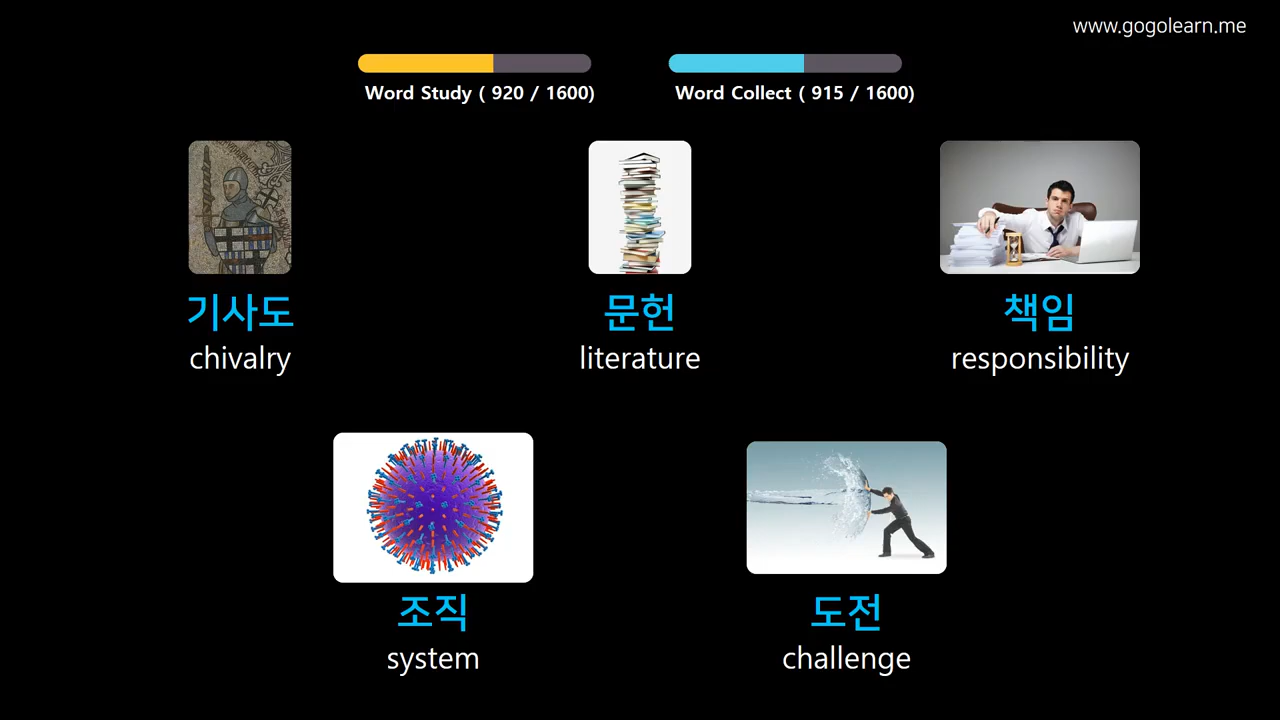 www.gogolearn.me
Word Study ( 920 / 1600)
Word Collect ( 915 / 1600)
기사도
chivalry
문헌
literature
책임
responsibility
조직
system
도전
challenge